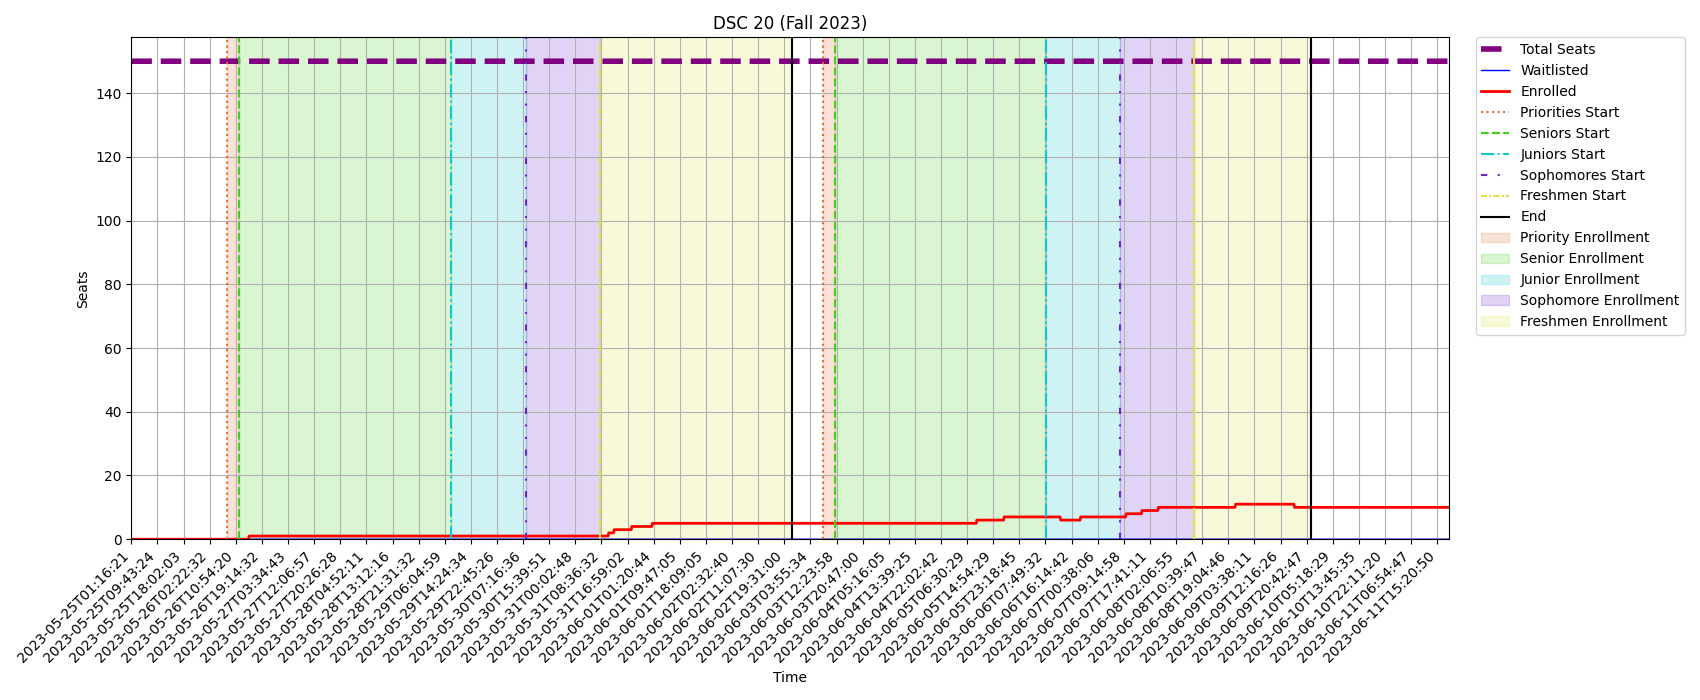 DSC 20 (Fall 2023)
Seats
140
120
100
80
60
40
20
0
2023-05-25T01:16:21
2023-05-25T09:43:24
2023-05-25T18:02:03
2023-05-26T02:22:32
2023-05-26T10:54:20
2023-05-26T19:14:32
2023-05-27T03:34:43
2023-05-27T12:06:57
2023-05-27T20:26:28
2023-05-28T04:52:11
2023-05-28T13:12:16
2023-05-28T21:31:32
2023-05-29T06:04:59
2023-05-29T14:24:34
2023-05-29T22:45:26
2023-05-30T07:16:36
2023-05-30T15:39:51
2023-05-31T00:02:48
2023-05-31T08:36:32
2023-05-31T16:59:02
2023-06-01T01:20:44
2023-06-01T09:47:05
2023-06-01T18:09:05
2023-06-02T02:32:40
2023-06-02T11:07:30
2023-06-02T19:31:00
2023-06-03T03:55:34
2023-06-03T12:23:58
2023-06-03T20:47:00
2023-06-04T05:16:05
2023-06-04T13:39:25
2023-06-04T22:02:42
2023-06-05T06:30:29
2023-06-05T14:54:29
2023-06-05T23:18:45
2023-06-06T07:49:32
2023-06-06T16:14:42
2023-06-07T00:38:06
2023-06-07T09:14:58
2023-06-07T17:41:11
2023-06-08T02:06:55
2023-06-08T10:39:47
2023-06-08T19:04:46
2023-06-09T03:38:11
2023-06-09T12:16:26
2023-06-09T20:42:47
2023-06-10T05:18:29
2023-06-10T13:45:35
2023-06-10T22:11:20
2023-06-11T06:54:47
2023-06-11T15:20:50
Time
Total Seats
Waitlisted
Enrolled
Priorities Start
Seniors Start
Juniors Start
Sophomores Start
Freshmen Start
End
Priority Enrollment
Senior Enrollment
Junior Enrollment
Sophomore Enrollment
Freshmen Enrollment